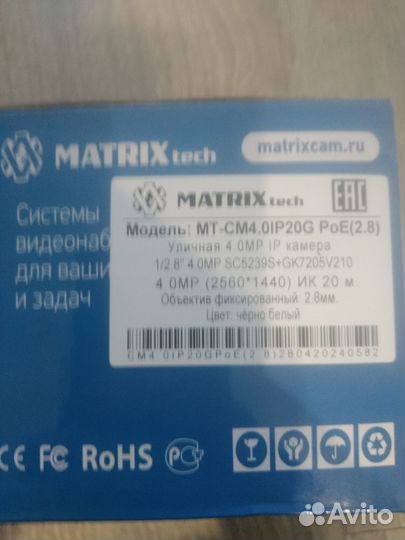 MATRIX tech
matrixcam.ru
Системы
видеонаб
для ваши
и задач
MATRIX tech
EAC
Модель: MT-CM4.0IP20G PoE(2.8)
Уличная 4.0MP IP камера
1/2.8" 4.0MP SC5239S+GK7205V210
4.0MP (2560*1440) ИК 20 м.
Объектив фиксированный: 2.8мм.
Цвет: чёрно белый
CM4 0IP20GPoE(2 8)280420240582
CE FC RoHS PCT
Avito